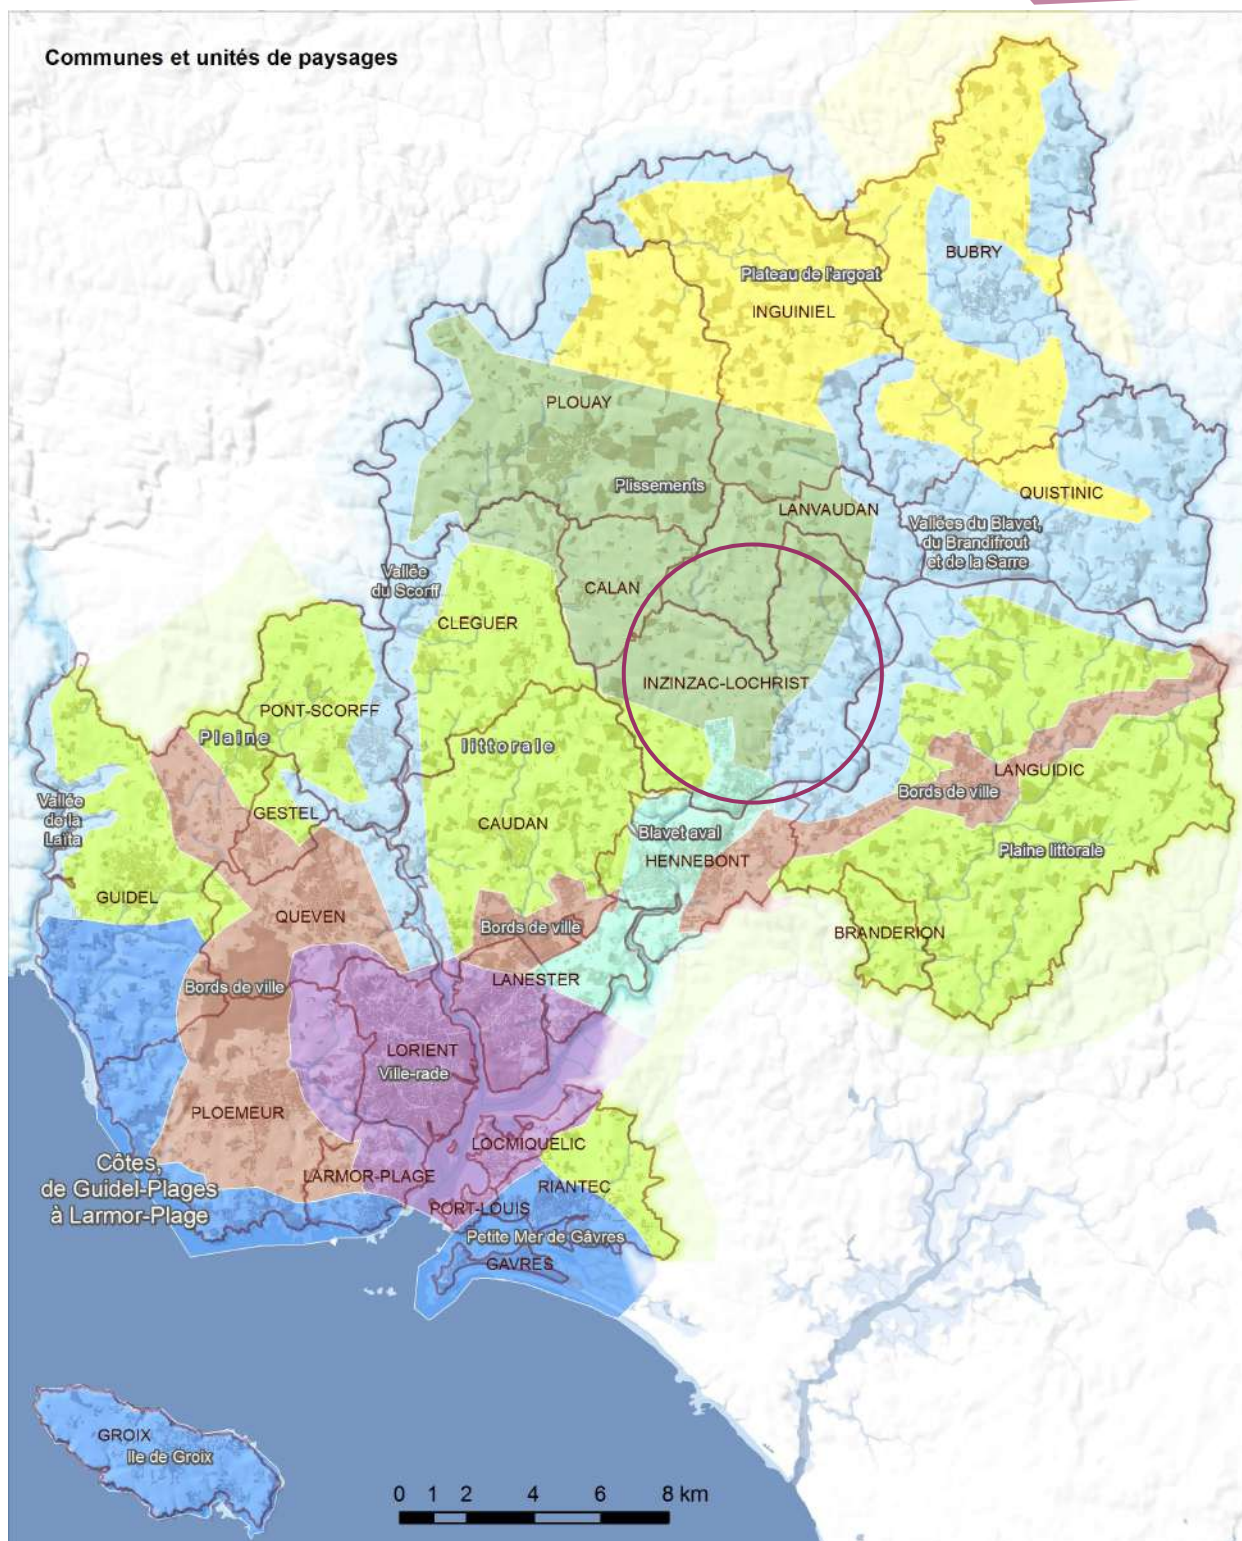 Communes et unités de paysages
BUBRY
Plateau de l'argoat
INGUINIEL
PLOUAY
Plissements
QUISTINIC
LANVAUDAN
Vallées du Blavet,
du Brandifrout
et de la Sarre
Vallée
du Scorff
CALAN
CLEGUER
INZINZAC-LOCHRIST
PONT-SCORFF
Plaine
littorale
LANGUIDIC
Bords de ville
Vallée
de la
Laïta
GESTEL
CAUDAN
Blavet aval
HENNEBONT
Plaine littorale
GUIDEL
QUEVEN
Bords de ville
BRANDERION
LANESTER
Bords de ville
LORIENT
Ville-rade
PLOEMEUR
LOCMIQUELIC
Côtes,
de Guidel-Plages
à Larmor-Plage
LARMOR-PLAGE
RIANTEC
PORT-LOUIS
Petite Mer de Gâvres
GAVRES
GROIX
Ile de Groix
0 1 2 4 6 8 km